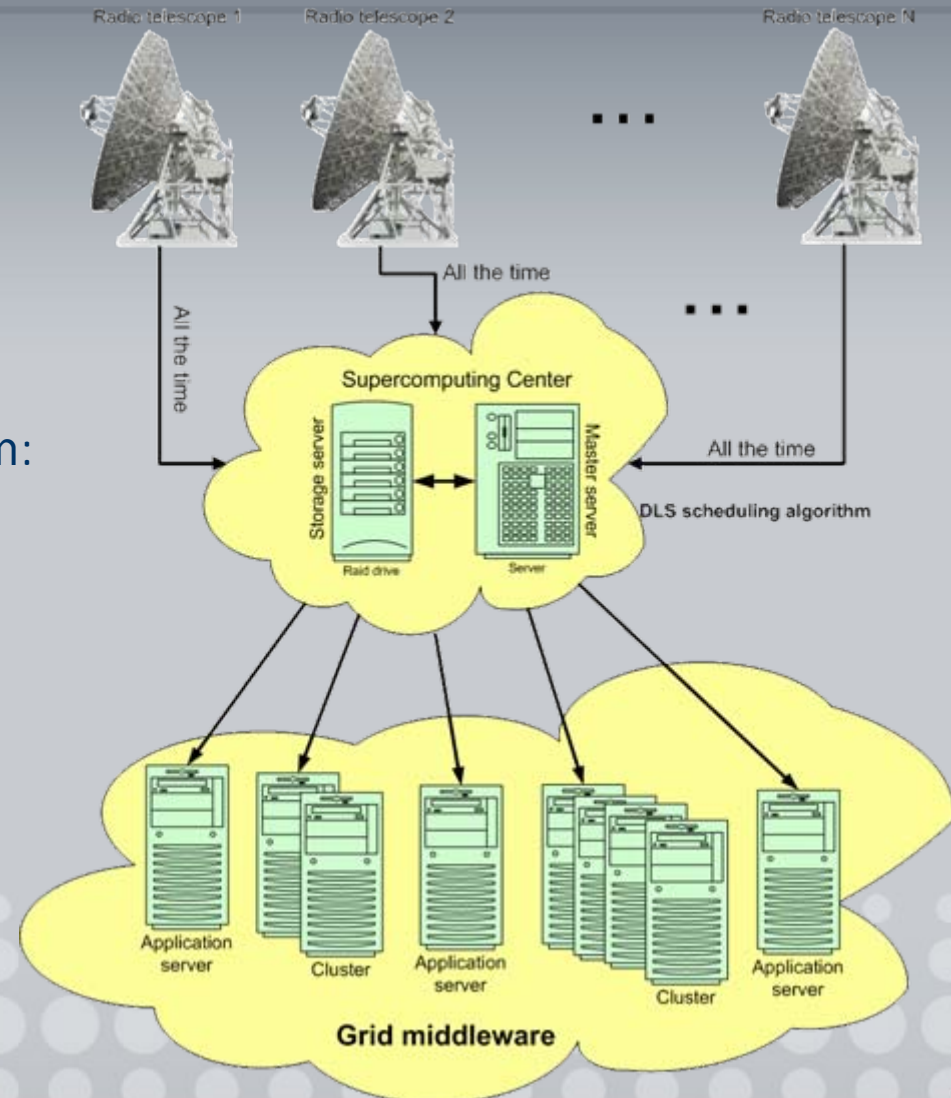 Radio telescope 1
Radio telescope 2
Radio telescope N
. . .
All the time
All the time
. . .
All the time
Supercomputing Center
Storage server
Master server
Raid drive
Server
DLS scheduling algorithm
n:
Application
server
Cluster
Application
server
Cluster
Application
server
Grid middleware